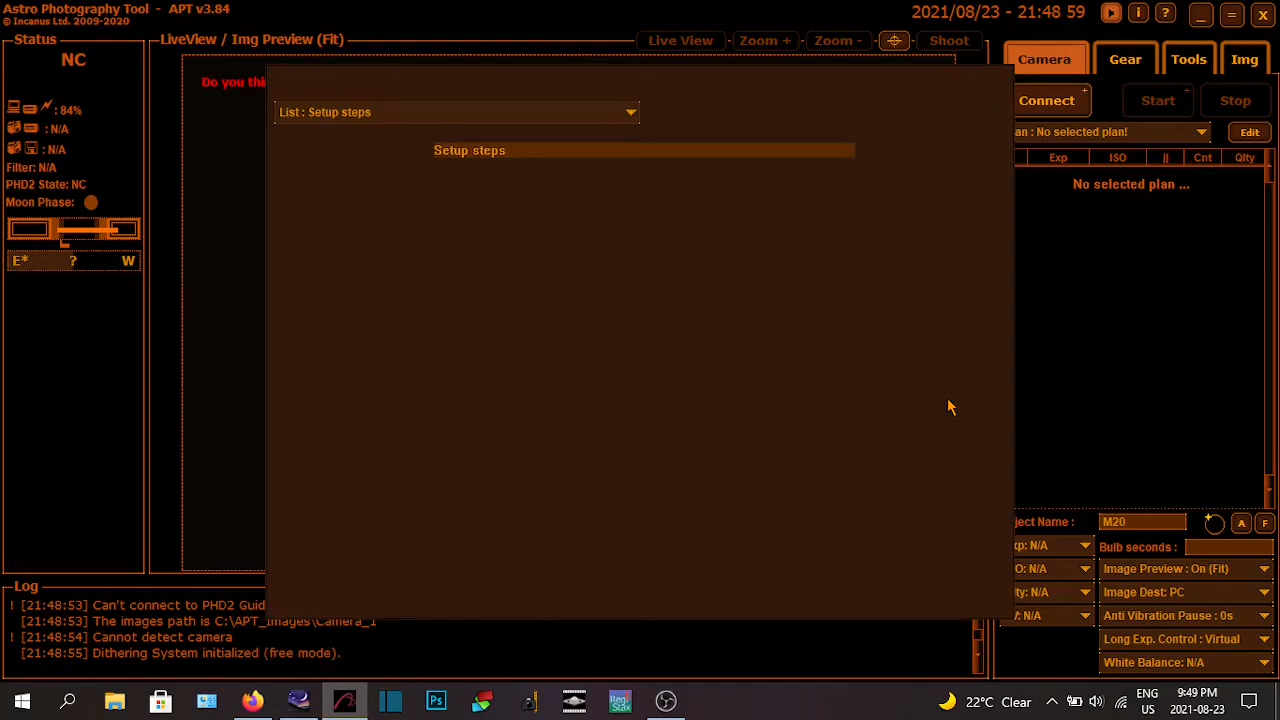 Astro Photography Tool - APT v3.84
© Incanus Ltd. 2009-2020
2021/08/23 - 21:48 59
i
?
Status
LiveView / Img Preview (Fit)
Live View
Zoom +
Zoom -
Shoot
Camera
Gear
Tools
Img
NC
Do you thi
: 84%
: N/A
: N/A
Filter: N/A
PHD2 State: NC
Moon Phase:
E*
?
W
List : Setup steps
Setup steps
Connect
Start
Stop
an : No selected plan!
Edit
Exp
ISO
||
Cnt
Qlty
No selected plan ...
ject Name :
M20
A
F
xp: N/A
Bulb seconds :
O: N/A
Image Preview : On (Fit)
ity: N/A
Image Dest: PC
V: N/A
Anti Vibration Pause : 0s
Long Exp. Control : Virtual
White Balance: N/A
Log
! [21:48:53] Can't connect to PHD2 Guid
[21:48:53] The images path is C:\APT_Images\Camera_1
! [21:48:54] Cannot detect camera
[21:48:55] Dithering System initialized (free mode).
Ps
Reg
Stax
22°C Clear
ENG
US
9:49 PM
2021-08-23